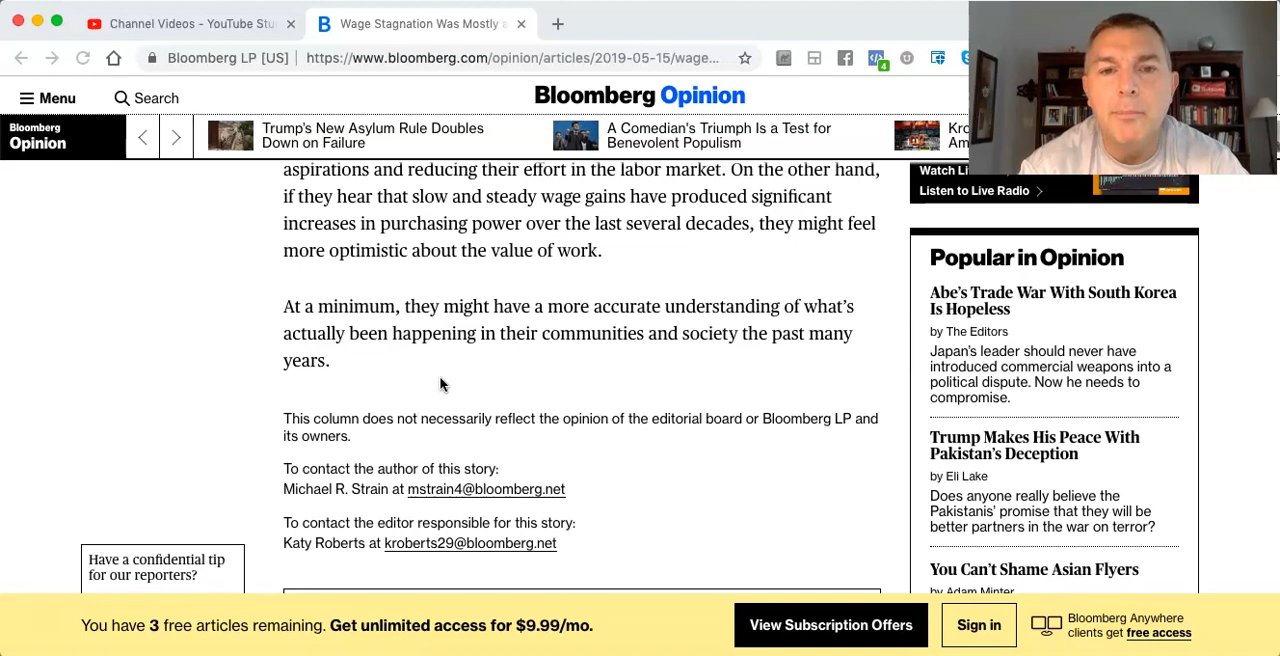 Channel Videos - YouTube Stu
Wage Stagnation Was Mostly a
Bloomberg LP [US]
https://www.bloomberg.com/opinion/articles/2019-05-15/wage...
4
Menu
Search
Bloomberg Opinion
Bloomberg
Opinion
Trump's New Asylum Rule Doubles
Down on Failure
A Comedian's Triumph Is a Test for
Benevolent Populism
Kro
Am
aspirations and reducing their effort in the labor market. On the other hand,
if they hear that slow and steady wage gains have produced significant
increases in purchasing power over the last several decades, they might feel
more optimistic about the value of work.
At a minimum, they might have a more accurate understanding of what's
actually been happening in their communities and society the past many
years.
This column does not necessarily reflect the opinion of the editorial board or Bloomberg LP and
its owners.
To contact the author of this story:
Michael R. Strain at mstrain4@bloomberg.net
To contact the editor responsible for this story:
Katy Roberts at kroberts29@bloomberg.net
Have a confidential tip
for our reporters?
Watch Li
Listen to Live Radio
Popular in Opinion
Abe's Trade War With South Korea
Is Hopeless
by The Editors
Japan's leader should never have
introduced commercial weapons into a
political dispute. Now he needs to
compromise.
Trump Makes His Peace With
Pakistan's Deception
by Eli Lake
Does anyone really believe the
Pakistanis' promise that they will be
better partners in the war on terror?
You Can't Shame Asian Flyers
by Adam Minter
You have 3 free articles remaining. Get unlimited access for $9.99/mo.
View Subscription Offers
Sign in
Bloomberg Anywhere
clients get free access